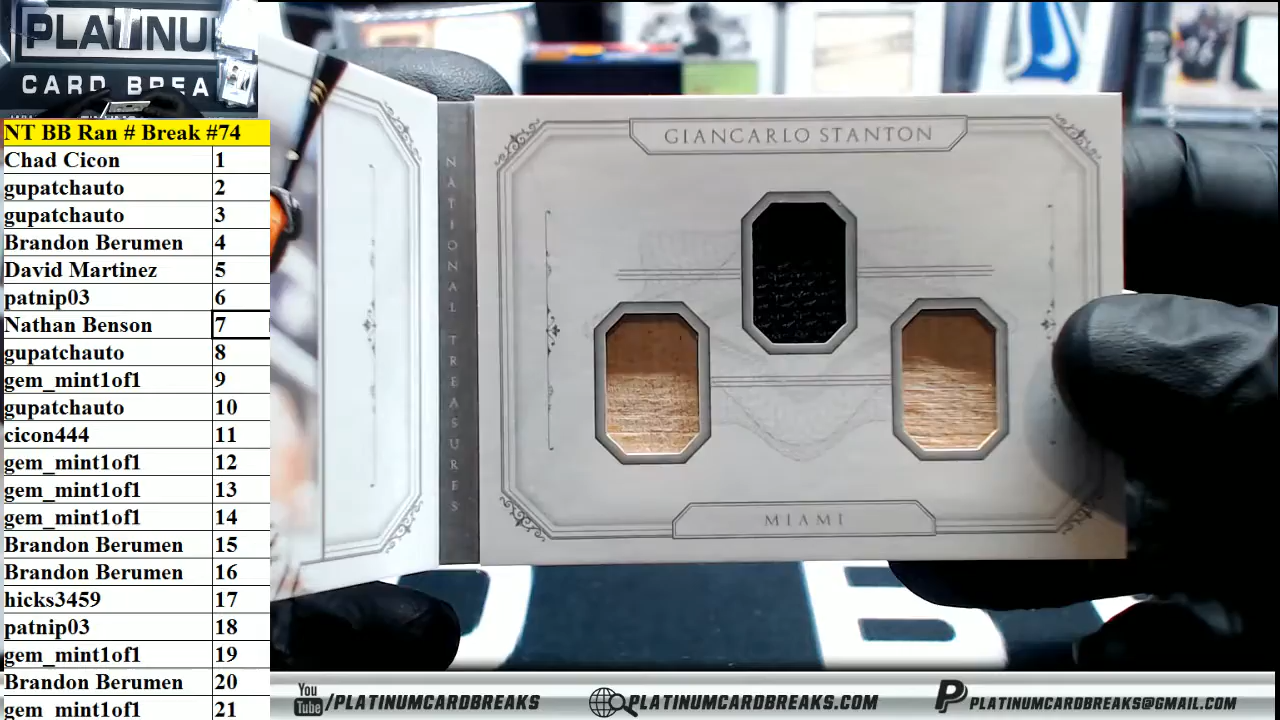 PLATINU
CARD BREA
NT BB Ran # Break #74
Chad Cicon 1
gupatchauto 2
gupatchauto 3
Brandon Berumen 4
David Martinez 5
patnip03 6
Nathan Benson 7
gupatchauto 8
gem_mint1of1 9
gupatchauto 10
cicon444 11
gem_mint1of1 12
gem_mint1of1 13
gem_mint1of1 14
Brandon Berumen 15
Brandon Berumen 16
hicks3459 17
patnip03 18
gem_mint1of1 19
Brandon Berumen 20
gem_mint1of1 21
NATIONAL TREASURES
GIANCARLO STANTON
MIAMI
You Tube /PLATINUMCARDBREAKS
PLATINUMCARDBREAKS.COM
PLATINUMCARDBREAKS@GMAIL.COM